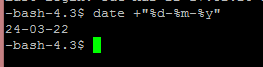 -bash-4.3$ date +"%d-%m-%y"
24-03-22
-bash-4.3$